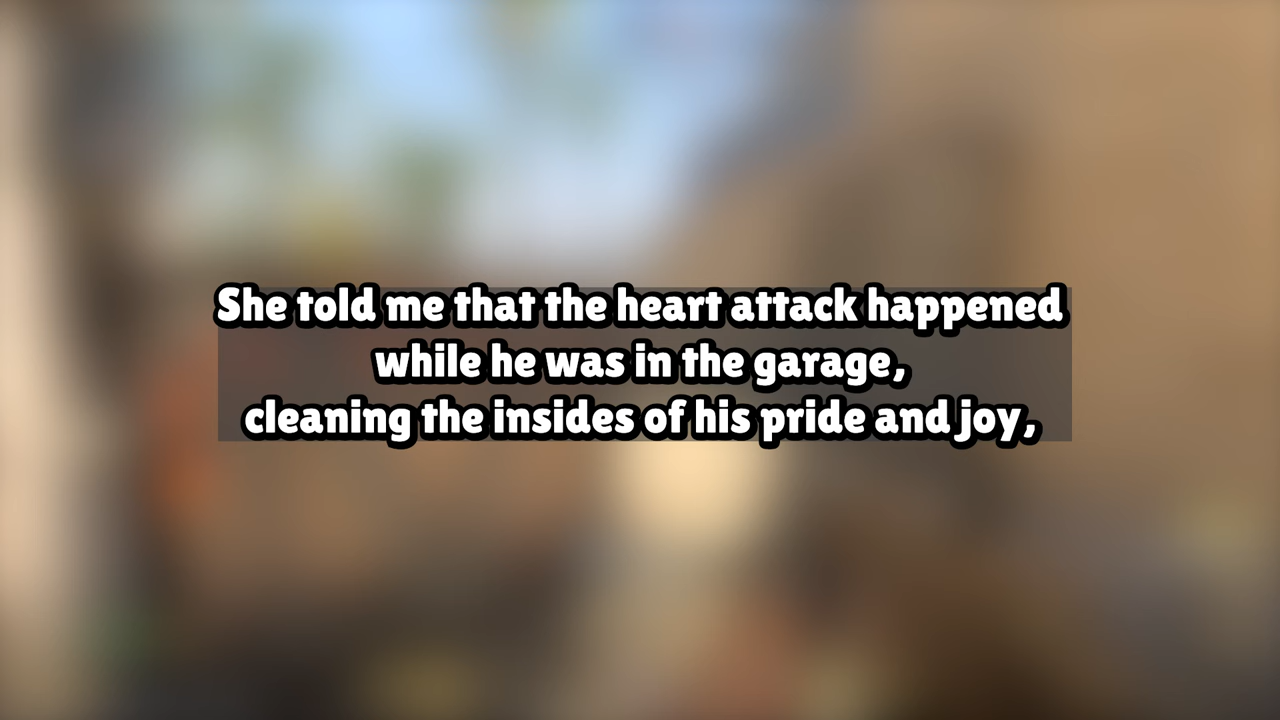 She told me that the heart attack happened
while he was in the garage,
cleaning the insides of his pride and joy,